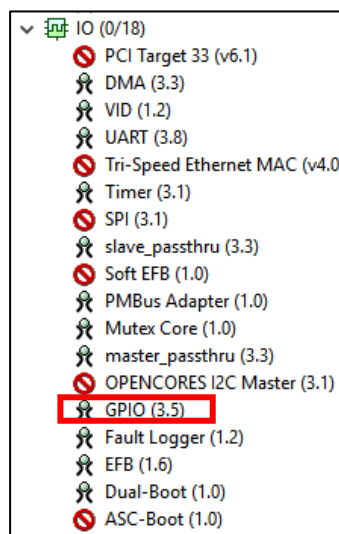 IO (0/18)
PCI Target 33 (v6.1)
DMA (3.3)
VID (1.2)
UART (3.8)
Tri-Speed Ethernet MAC (v4.0
Timer (3.1)
SPI (3.1)
slave_passthru (3.3)
Soft EFB (1.0)
PMBus Adapter (1.0)
Mutex Core (1.0)
master_passthru (3.3)
OPENCORES I2C Master (3.1)
GPIO (3.5)
Fault Logger (1.2)
EFB (1.6)
Dual-Boot (1.0)
ASC-Boot (1.0)